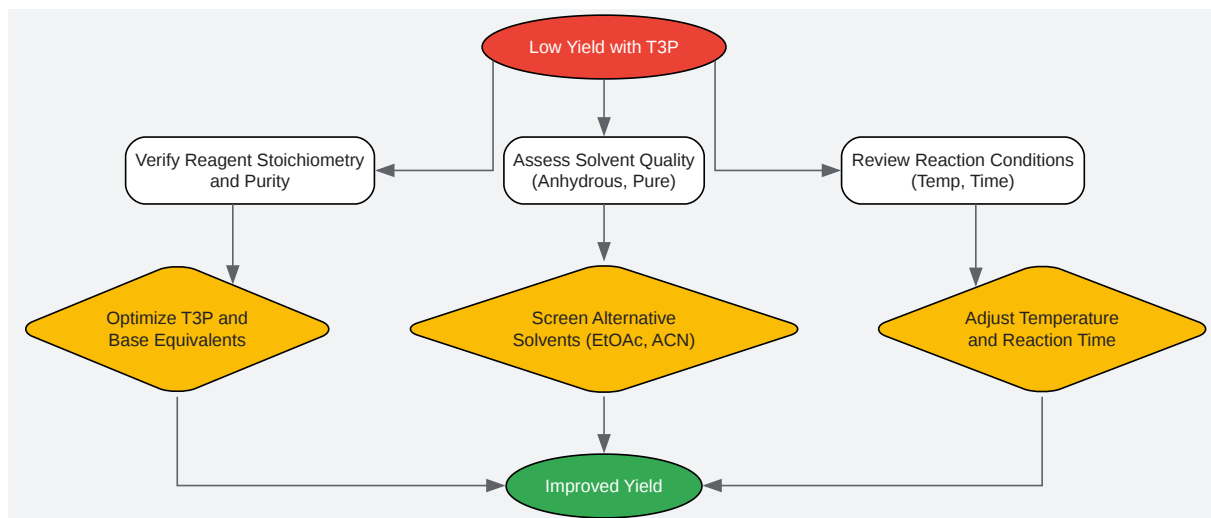 Low Yield with T3P
Verify Reagent Stoichiometry
and Purity
Assess Solvent Quality
(Anhydrous, Pure)
Review Reaction Conditions
(Temp, Time)
Optimize T3P and
Base Equivalents
Screen Alternative
Solvents (EtOAc, ACN)
Adjust Temperature
and Reaction Time
Improved Yield